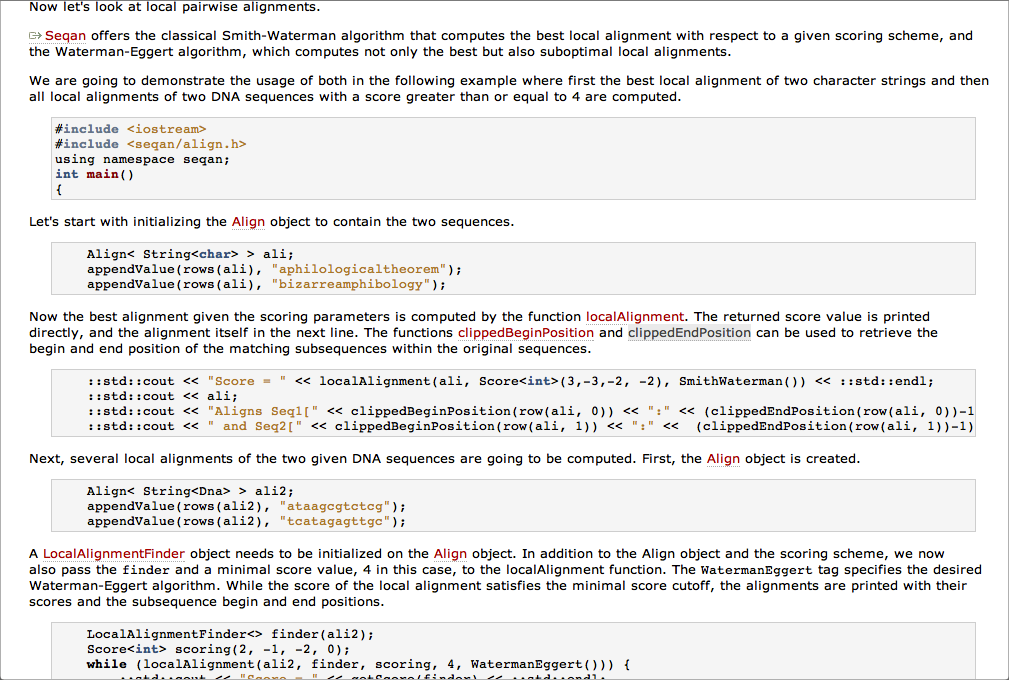 Now let's look at local pairwise alignments.
Seqan offers the classical Smith-Waterman algorithm that computes the best local alignment with respect to a given scoring scheme, and
the Waterman-Eggert algorithm, which computes not only the best but also suboptimal local alignments.
We are going to demonstrate the usage of both in the following example where first the best local alignment of two character strings and then
all local alignments of two DNA sequences with a score greater than or equal to 4 are computed.
#include <iostream>
#include <seqan/align.h>
using namespace seqan;
int main()
{
Let's start with initializing the Align object to contain the two sequences.
Align< String<char> > ali;
appendValue(rows(ali), "aphilologicaltheorem");
appendValue(rows(ali), "bizarreamphibology");
Now the best alignment given the scoring parameters is computed by the function localAlignment. The returned score value is printed
directly, and the alignment itself in the next line. The functions clippedBeginPosition and clippedEndPosition can be used to retrieve the
begin and end position of the matching subsequences within the original sequences.
::std::cout << "Score = " << localAlignment(ali, Score<int>(3,-3,-2, -2), SmithWaterman()) << ::std::endl;
::std::cout << ali;
::std::cout << "Aligns Seq1[" << clippedBeginPosition(row(ali, 0)) << ":" << (clippedEndPosition(row(ali, 0))-1
::std::cout << " and Seq2[" << clippedBeginPosition(row(ali, 1)) << ":" <<  (clippedEndPosition(row(ali, 1))-1)
Next, several local alignments of the two given DNA sequences are going to be computed. First, the Align object is created.
Align< String<Dna> > ali2;
appendValue(rows(ali2), "ataagcgtctcg");
appendValue(rows(ali2), "tcatagagttgc");
A LocalAlignmentFinder object needs to be initialized on the Align object. In addition to the Align object and the scoring scheme, we now
also pass the finder and a minimal score value, 4 in this case, to the localAlignment function. The WatermanEggert tag specifies the desired
Waterman-Eggert algorithm. While the score of the local alignment satisfies the minimal score cutoff, the alignments are printed with their
scores and the subsequence begin and end positions.
LocalAlignmentFinder<> finder(ali2);
Score<int> scoring(2, -1, -2, 0);
while (localAlignment(ali2, finder, scoring, 4, WatermanEggert())) {
::std::cout << "Score = " << getScore(finder) << ::std::endl;